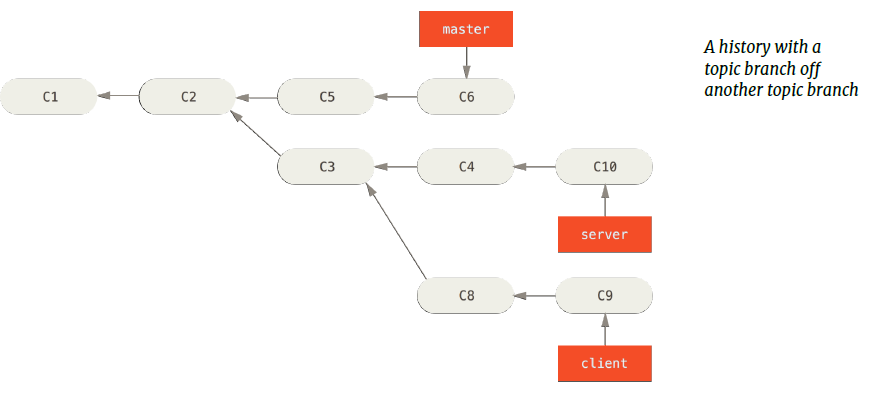 master
A history with a
topic branch off
another topic branch
C1
C2
C5
C6
C3
C4
C10
server
C8
C9
client